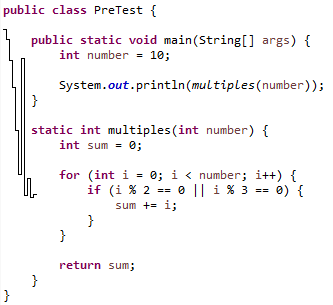 public class PreTest {
public static void main(String[] args) {
int number = 10;
System.out.println(multiples(number));
}
static int multiples(int number) {
int sum = 0;
for (int i = 0; i < number; i++) {
if (i % 2 == 0 || i % 3 == 0) {
sum += i;
}
}
return sum;
}
}